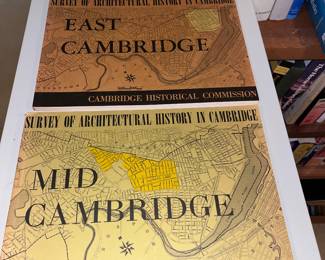 SURVEY OF ARCHITECTURAL HISTORY IN CAMBRIDGE
EAST
CAMBRIDGE
CAMBRIDGE HISTORICAL COMMISSION
SURVEY OF ARCHITECTURAL HISTORY IN CAMBRIDGE
MID
CAMBRIDGE